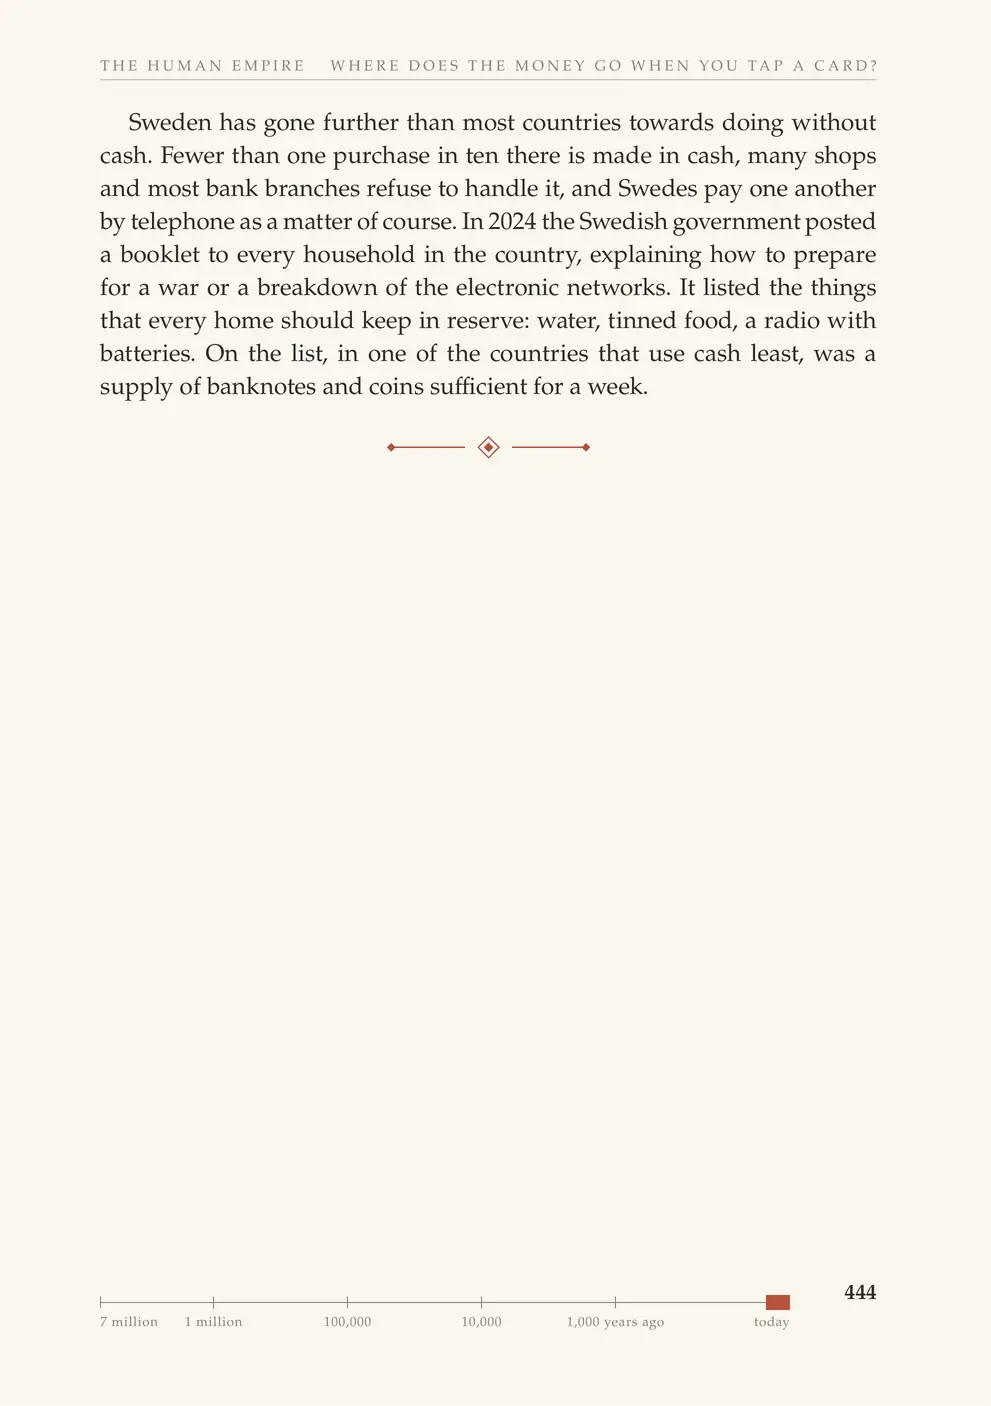 THE HUMAN EMPIRE WHERE DOES THE MONEY GO WHEN YOU TAP A CARD?
Sweden has gone further than most countries towards doing without
cash. Fewer than one purchase in ten there is made in cash, many shops
and most bank branches refuse to handle it, and Swedes pay one another
by telephone as a matter of course. In 2024 the Swedish government posted
a booklet to every household in the country, explaining how to prepare
for a war or a breakdown of the electronic networks. It listed the things
that every home should keep in reserve: water, tinned food, a radio with
batteries. On the list, in one of the countries that use cash least, was a
supply of banknotes and coins sufficient for a week.
444
7 million 1 million 100,000 10,000 1,000 years ago today